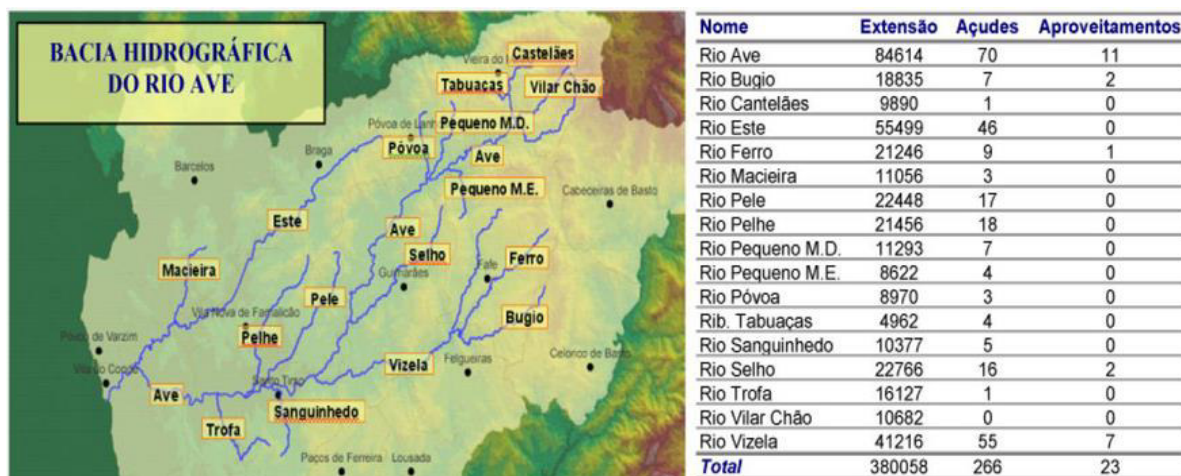 BACIA HIDROGRÁFICA
DO RIO AVE
Castelães
Vieira do
Tabuaças
Vilar Chão
Pequeno M.D.
Póvoa de Lanh
Póvoa
Ave
Braga
Barcelos
Pequeno M.E.
Cabeceiras de Basto
Este
Ave
Selho
Ferro
Macieira
Fafe
Guimarães
Pele
Vila Nova de Famalicão
Bugio
Póvoa de Varzim
Pelhe
Vizela
Felgueiras
Celorico de Basto
Vila do Conde
Ave
Santo Tirso
Sanguinhedo
Trofa
Paços de Ferreira
Lousada
Nome Extensão Açudes Aproveitamentos
Rio Ave 84614 70 11
Rio Bugio 18835 7 2
Rio Cantelães 9890 1 0
Rio Este 55499 46 0
Rio Ferro 21246 9 1
Rio Macieira 11056 3 0
Rio Pele 22448 17 0
Rio Pelhe 21456 18 0
Rio Pequeno M.D. 11293 7 0
Rio Pequeno M.E. 8622 4 0
Rio Póvoa 8970 3 0
Rib. Tabuaças 4962 4 0
Rio Sanguinhedo 10377 5 0
Rio Selho 22766 16 2
Rio Trofa 16127 1 0
Rio Vilar Chão 10682 0 0
Rio Vizela 41216 55 7
Total 380058 266 23